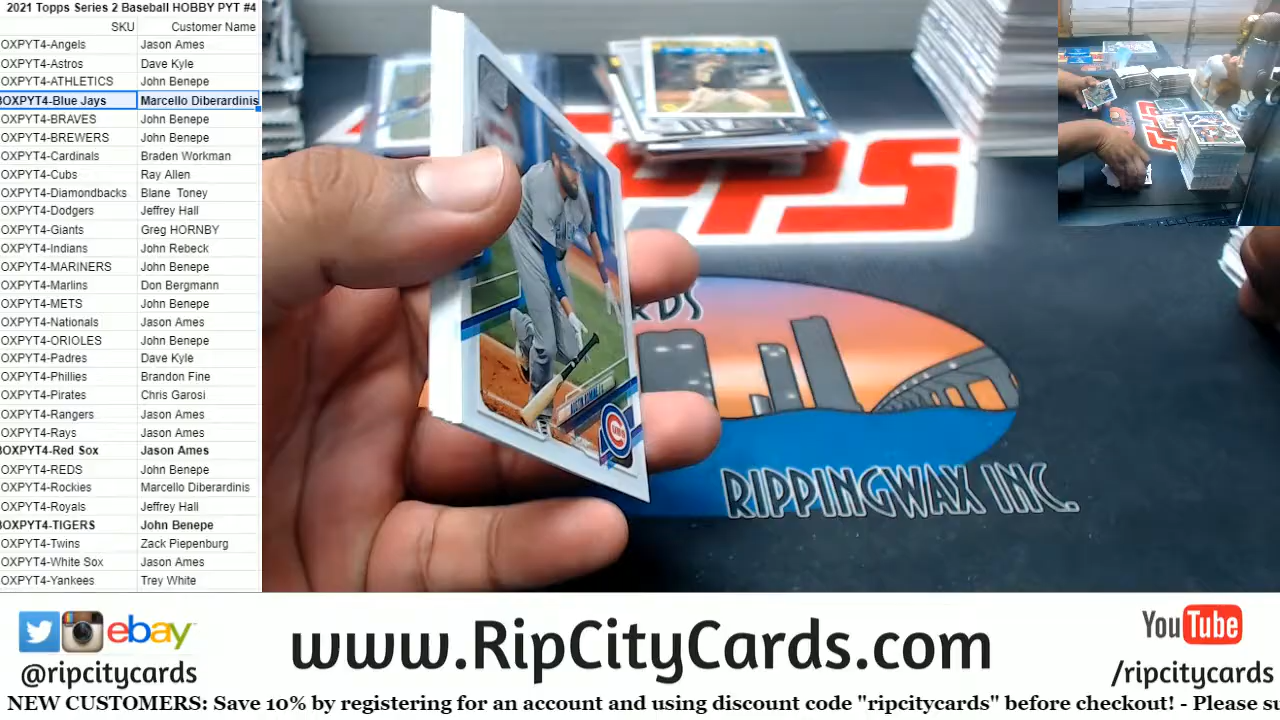 2021 Topps Series 2 Baseball HOBBY PYT #4
SKU Customer Name
OXPYT4-Angels Jason Ames
OXPYT4-Astros Dave Kyle
OXPYT4-ATHLETICS John Benepe
BOXPYT4-Blue Jays Marcello Diberardinis
OXPYT4-BRAVES John Benepe
OXPYT4-BREWERS John Benepe
OXPYT4-Cardinals Braden Workman
OXPYT4-Cubs Ray Allen
OXPYT4-Diamondbacks Blane Toney
OXPYT4-Dodgers Jeffrey Hall
OXPYT4-Giants Greg HORNBY
OXPYT4-Indians John Rebeck
OXPYT4-MARINERS John Benepe
OXPYT4-Marlins Don Bergmann
OXPYT4-METS John Benepe
OXPYT4-Nationals Jason Ames
OXPYT4-ORIOLES John Benepe
OXPYT4-Padres Dave Kyle
OXPYT4-Phillies Brandon Fine
OXPYT4-Pirates Chris Garosi
OXPYT4-Rangers Jason Ames
OXPYT4-Rays Jason Ames
BOXPYT4-Red Sox Jason Ames
OXPYT4-REDS John Benepe
OXPYT4-Rockies Marcello Diberardinis
OXPYT4-Royals Jeffrey Hall
BOXPYT4-TIGERS John Benepe
OXPYT4-Twins Zack Piepenburg
OXPYT4-White Sox Jason Ames
OXPYT4-Yankees Trey White
RDS
RIPPINGWAX INC.
ebay
@ripcitycards
www.RipCityCards.com
YouTube
/ripcitycards
NEW CUSTOMERS: Save 10% by registering for an account and using discount code "ripcitycards" before checkout! - Please su